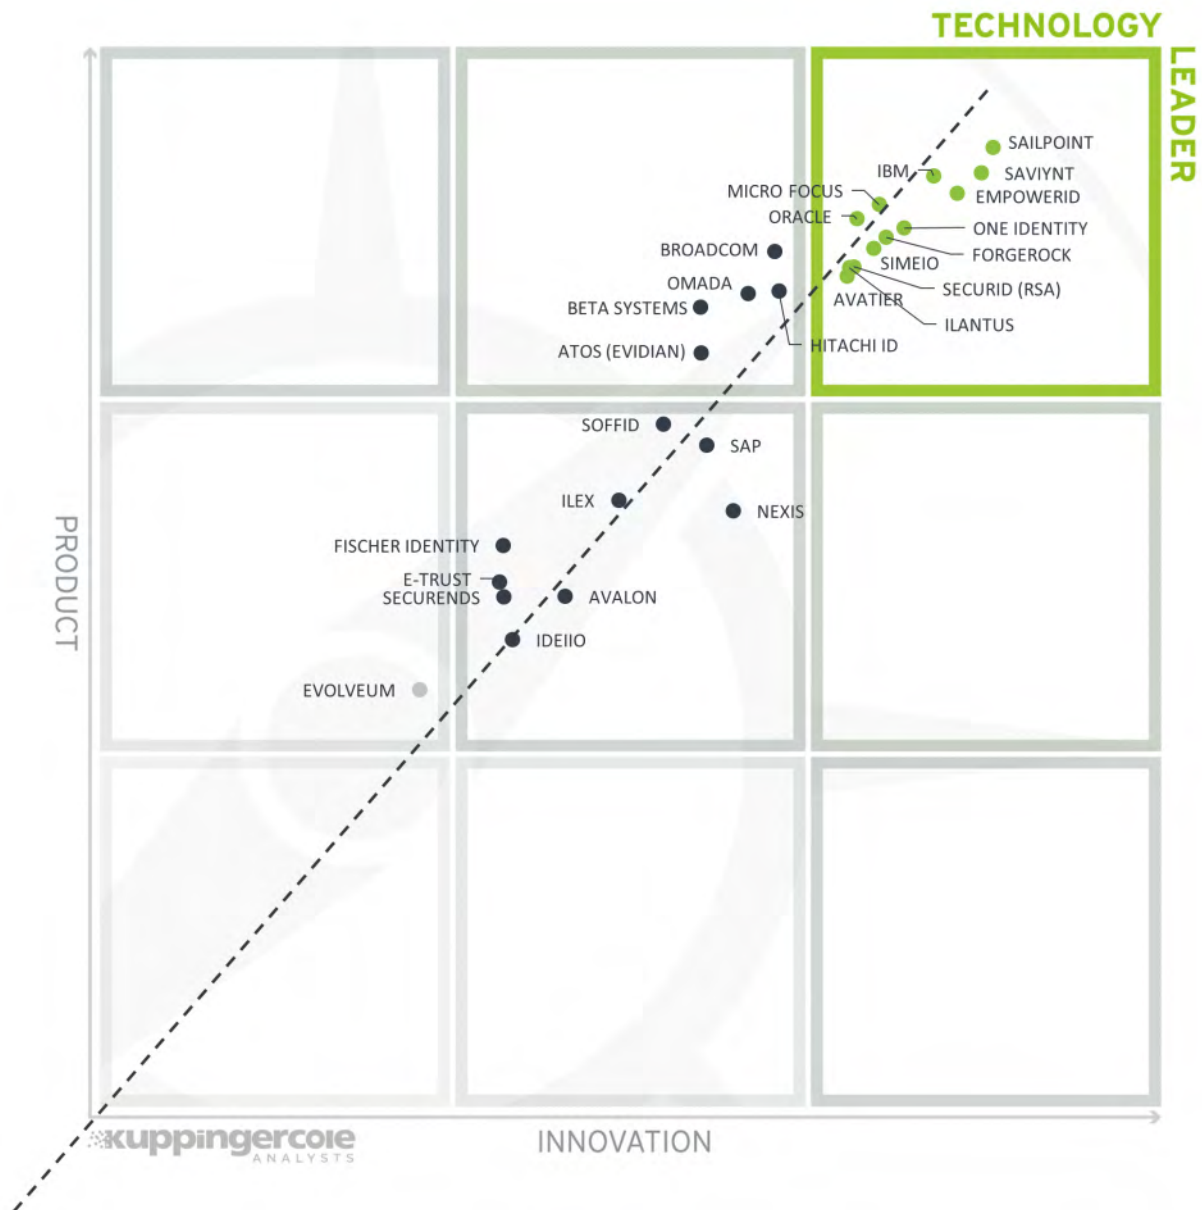 TECHNOLOGY
LEADER
SAILPOINT
IBM
SAVIYNT
MICRO FOCUS
EMPOWERID
ORACLE
ONE IDENTITY
BROADCOM
FORGEROCK
SIMEIO
OMADA
SECURID (RSA)
AVATIER
BETA SYSTEMS
ILANTUS
HITACHI ID
ATOS (EVIDIAN)
SOFFID
SAP
ILEX
NEXIS
PRODUCT
FISCHER IDENTITY
E-TRUST
SECURENDS
AVALON
IDEIIO
EVOLVEUM
kuppingercole
ANALYSTS
INNOVATION